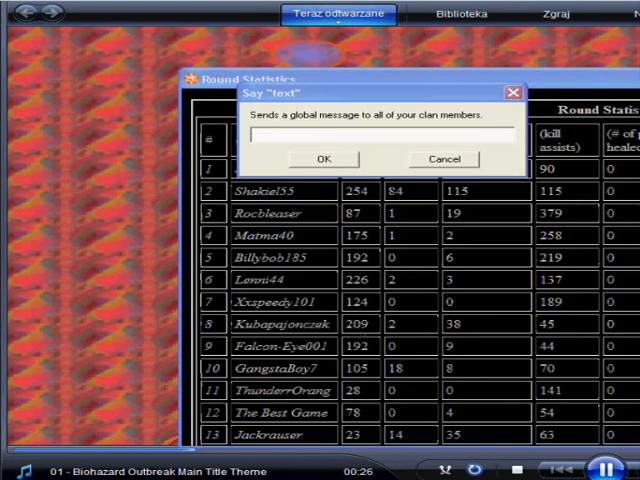 Teraz odtwarzane Biblioteka Zgraj
Round Statistics
Say "text"
Sends a global message to all of your clan members.
OK Cancel
Round Statis
# (kill assists) (# of healed
1 90 0
2 Shakiel55 254 84 115 115 0
3 Rocbleaser 87 1 19 379 0
4 Matma40 175 1 2 258 0
5 Billybob185 192 0 6 219 0
6 Lenni44 226 2 3 137 0
7 Xxspeedy101 124 0 0 189 0
8 Kubapajonczek 209 2 38 45 0
9 Falcon-Eye001 192 0 9 44 0
10 GangstaBoy7 105 18 8 70 0
11 ThunderrOrang 28 0 0 141 0
12 The Best Game 78 0 4 54 0
13 Jackrauser 23 14 35 63 0
01 - Biohazard Outbreak Main Title Theme 00:26